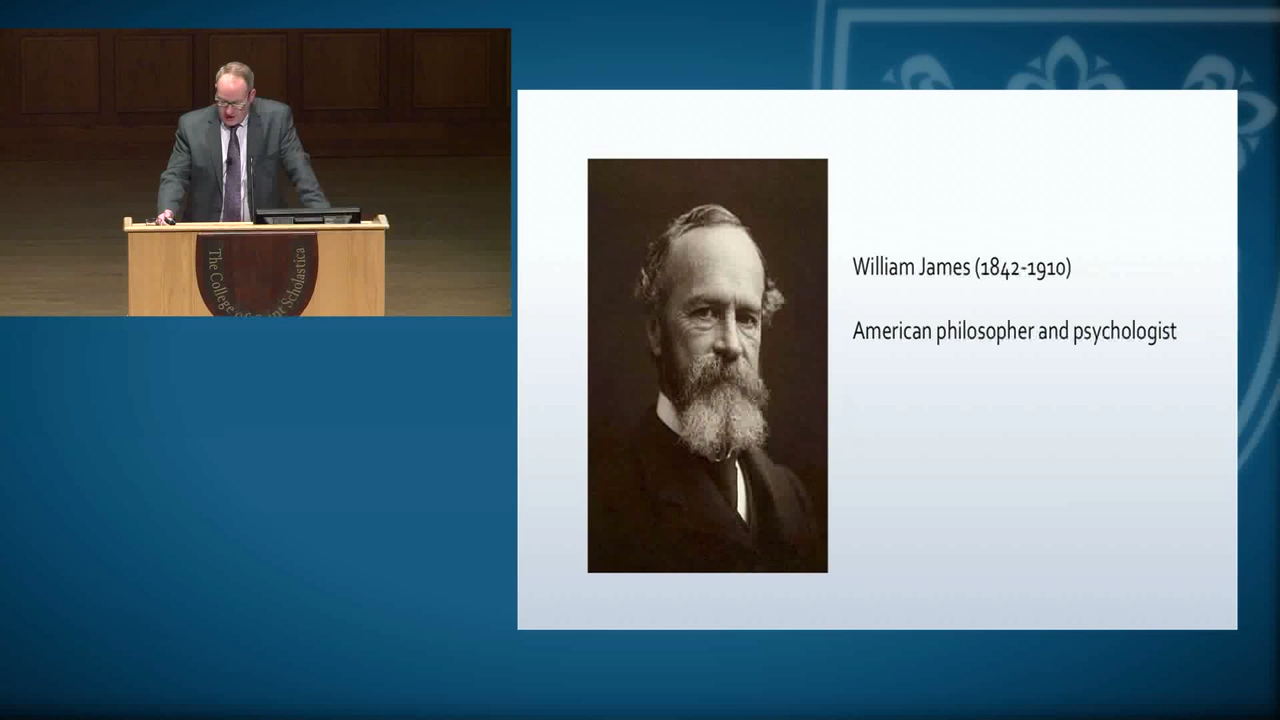 The College of Saint Scholastica
William James (1842-1910)
American philosopher and psychologist